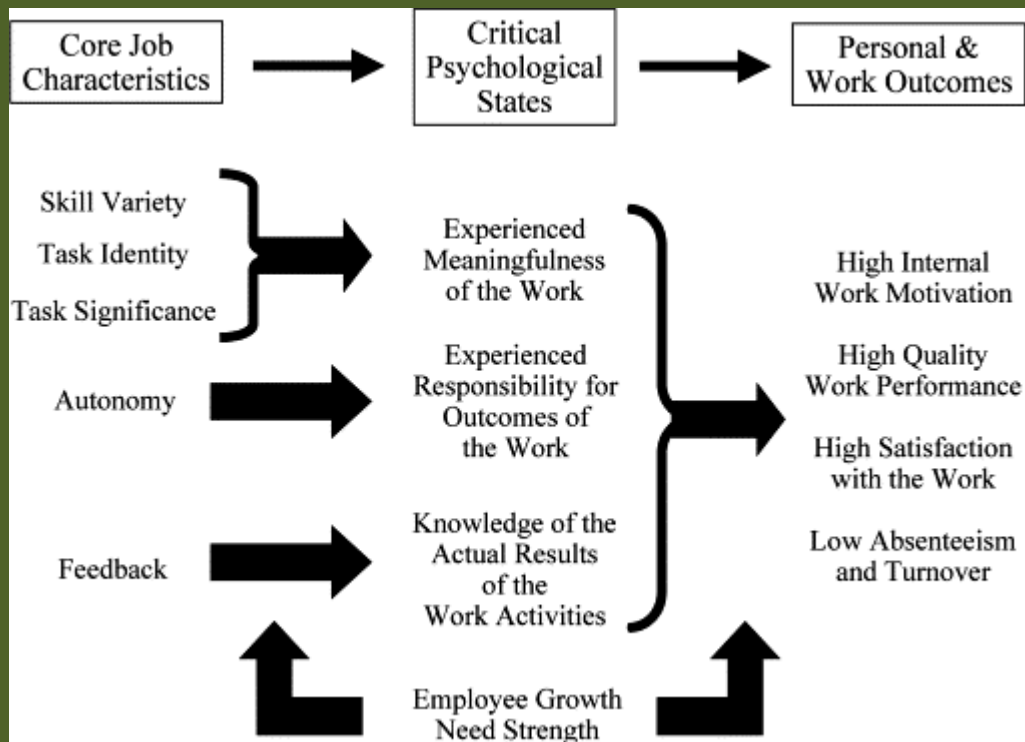 Core Job
Characteristics
Critical
Psychological
States
Personal &
Work Outcomes
Skill Variety
Task Identity
Task Significance
Experienced
Meaningfulness
of the Work
High Internal
Work Motivation
Autonomy
Experienced
Responsibility for
Outcomes of
the Work
High Quality
Work Performance
High Satisfaction
with the Work
Feedback
Knowledge of the
Actual Results
of the
Work Activities
Low Absenteeism
and Turnover
Employee Growth
Need Strength